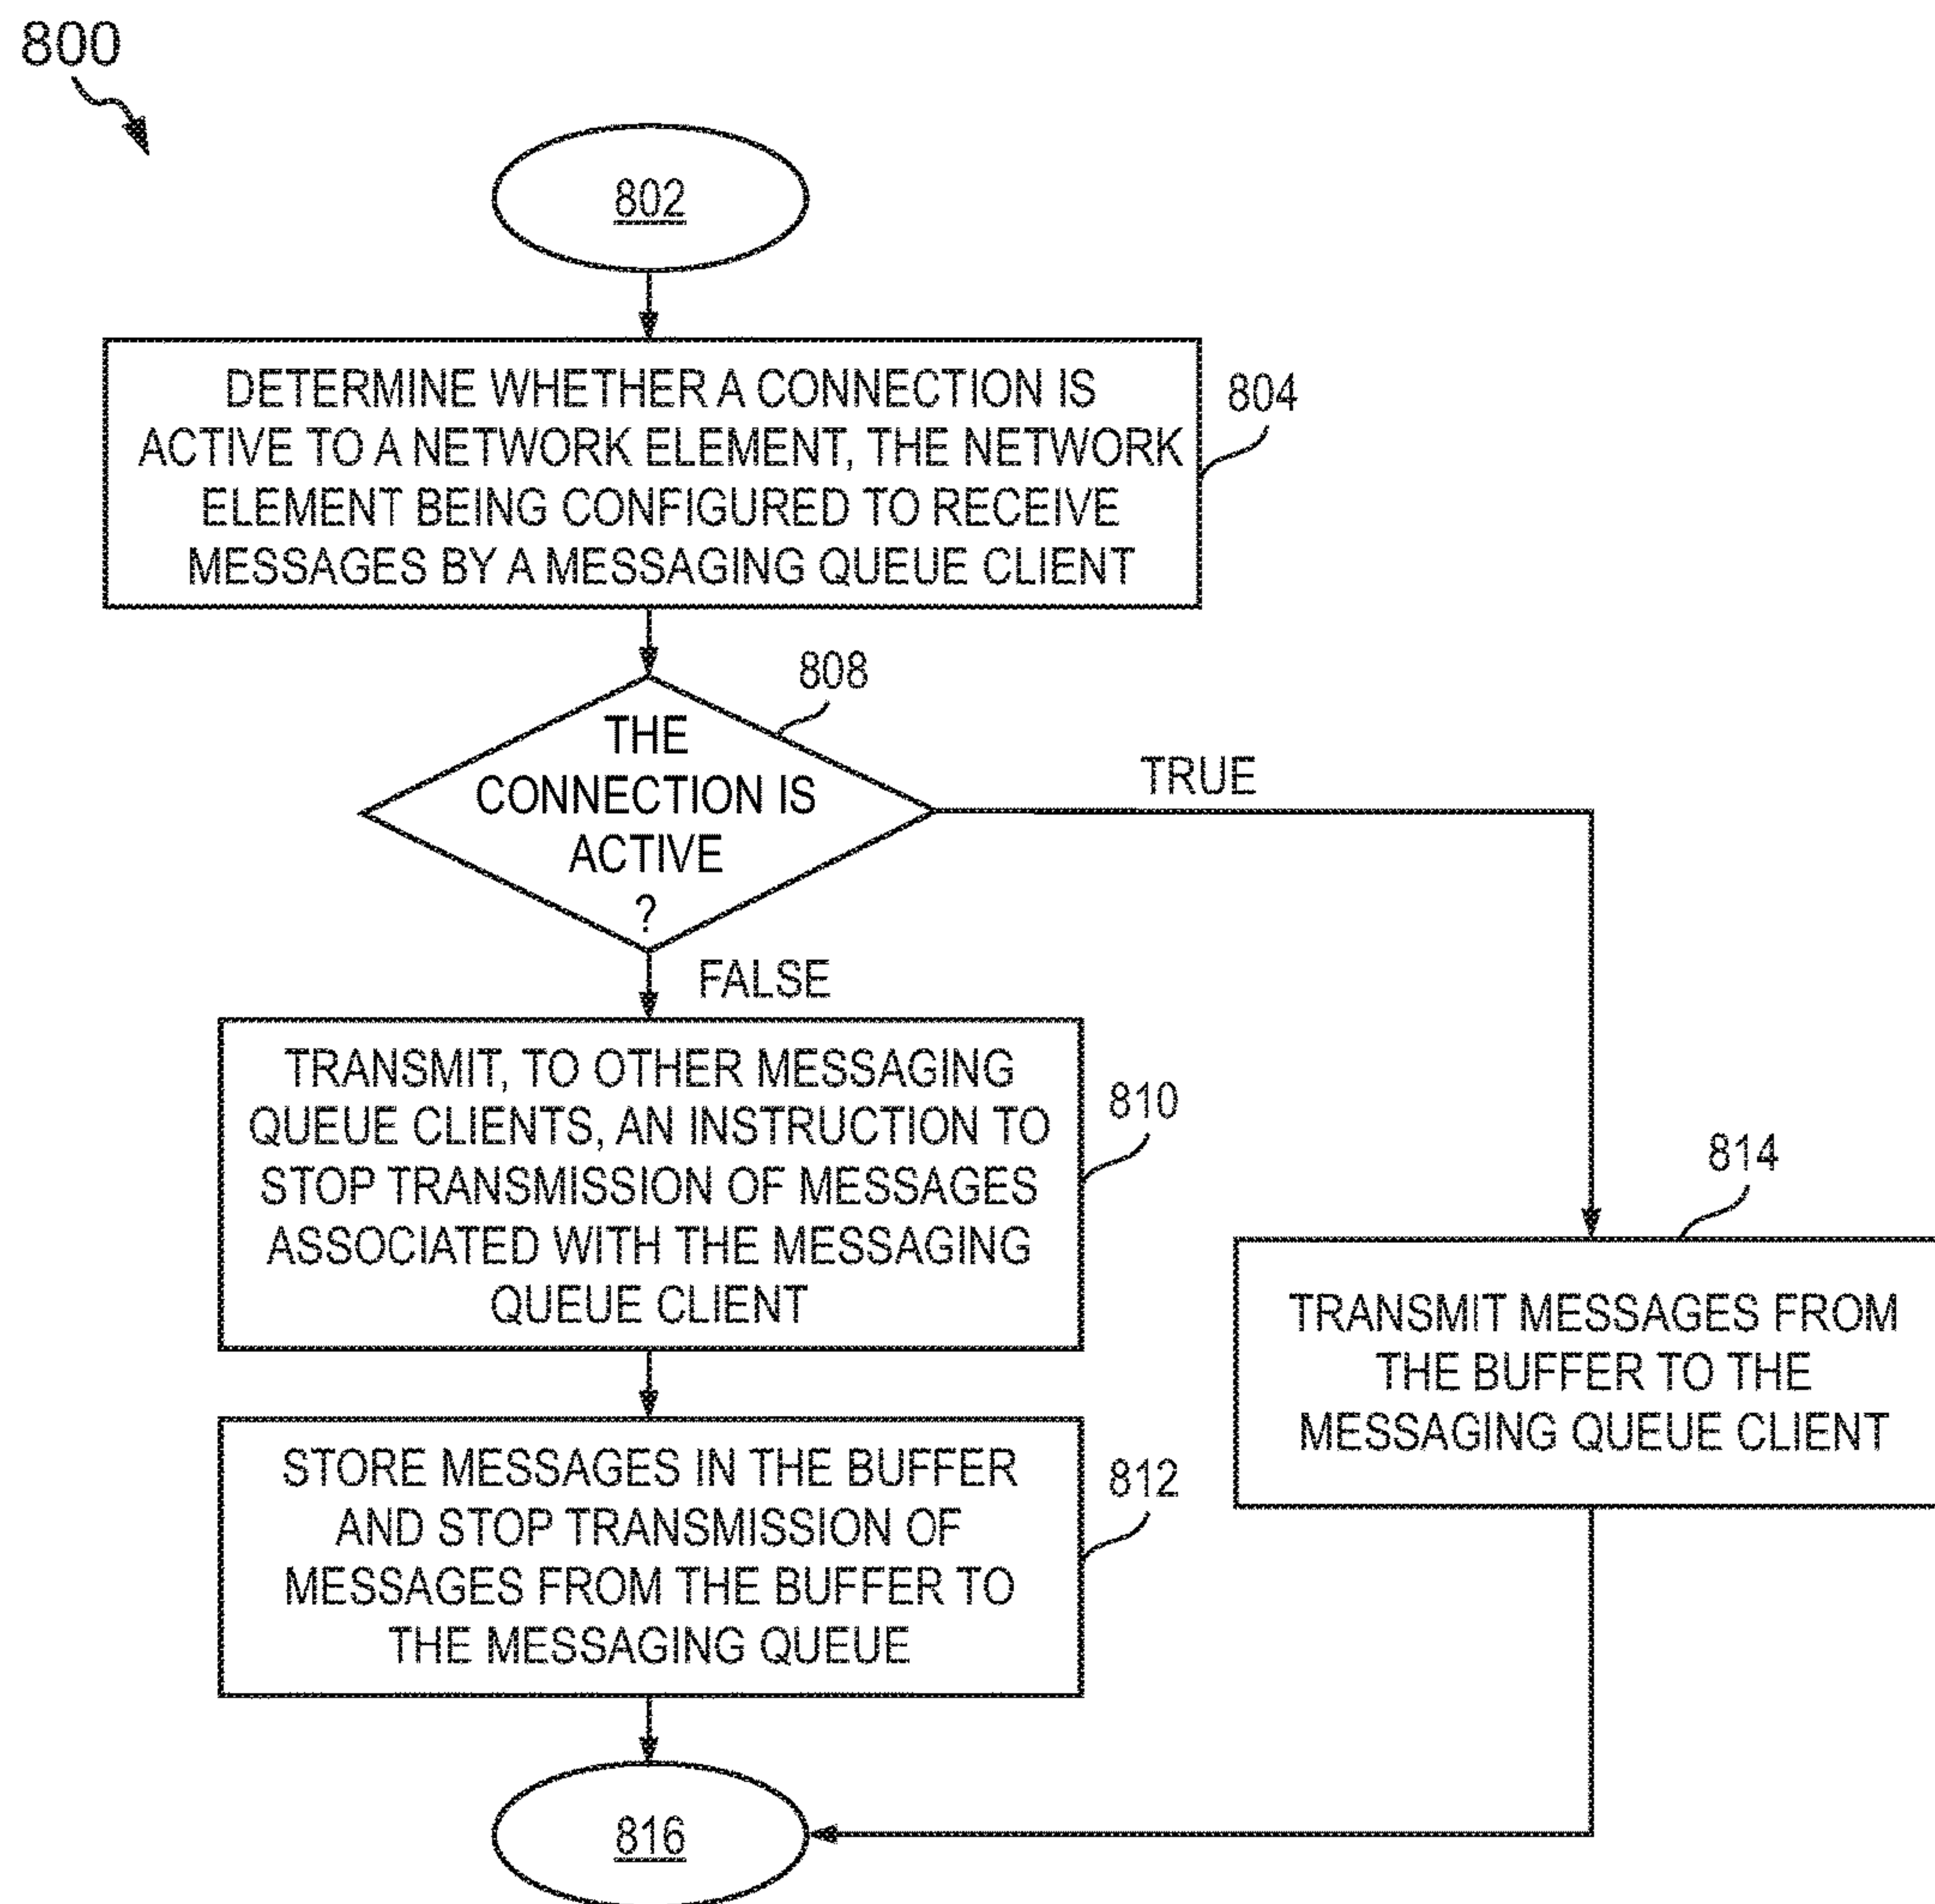 800
802
DETERMINE WHETHER A CONNECTION IS
ACTIVE TO A NETWORK ELEMENT, THE NETWORK
ELEMENT BEING CONFIGURED TO RECEIVE
MESSAGES BY A MESSAGING QUEUE CLIENT
804
808
THE
CONNECTION IS
ACTIVE
?
TRUE
FALSE
TRANSMIT, TO OTHER MESSAGING
QUEUE CLIENTS, AN INSTRUCTION TO
STOP TRANSMISSION OF MESSAGES
ASSOCIATED WITH THE MESSAGING
QUEUE CLIENT
810
814
TRANSMIT MESSAGES FROM
THE BUFFER TO THE
MESSAGING QUEUE CLIENT
STORE MESSAGES IN THE BUFFER
AND STOP TRANSMISSION OF
MESSAGES FROM THE BUFFER TO
THE MESSAGING QUEUE
812
816